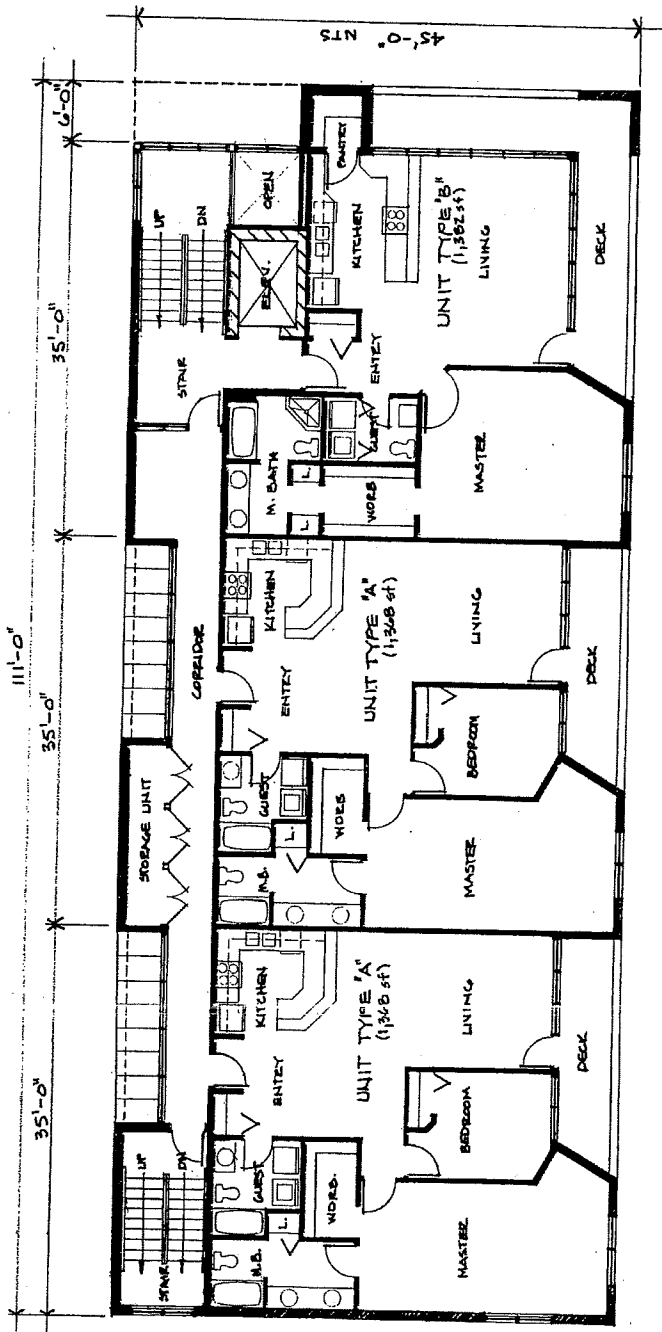 111'-0"
35'-0" 35'-0" 35'-0" 6'-0"
45'-0" NTS
UP UP
DN DN
STAIR STORAGE UNIT STAIR
CORRIDOR
OPEN
ELEV.
M.B. GUEST ENTRY KITCHEN
L.
WORB.
UNIT TYPE "A"
(1,368 sf)
MASTER BEDROOM LIVING
DECK
M.B. GUEST ENTRY KITCHEN
L.
WORB
UNIT TYPE "A"
(1,368 sf)
MASTER BEDROOM LIVING
DECK
M. BATH
L. L.
WORB GUEST ENTRY KITCHEN PANTRY
UNIT TYPE "B"
(1,382 sf)
MASTER LIVING
DECK